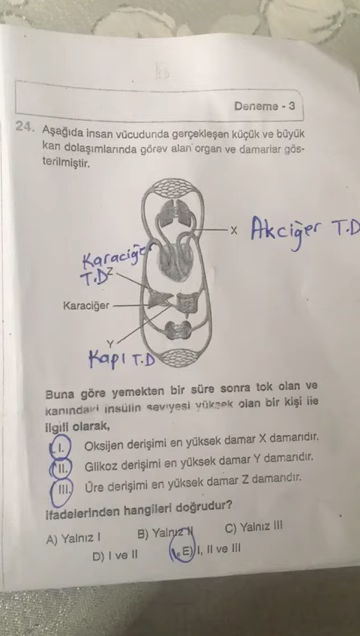 Deneme - 3
24. Aşağıda insan vücudunda gerçekleşen küçük ve büyük
kan dolaşımlarında görev alan organ ve damarlar gös-
terilmiştir.
X Akciğer T.D
Karaciğer
T.D Z
Karaciğer
Y
Kapı T.D
Buna göre yemekten bir süre sonra tok olan ve
kanındaki insülin seviyesi yüksek olan bir kişi ile
ilgili olarak,
I. Oksijen derişimi en yüksek damar X damarıdır.
II. Glikoz derişimi en yüksek damar Y damarıdır.
III. Üre derişimi en yüksek damar Z damarıdır.
ifadelerinden hangileri doğrudur?
A) Yalnız I B) Yalnız II C) Yalnız III
D) I ve II E) I, II ve III